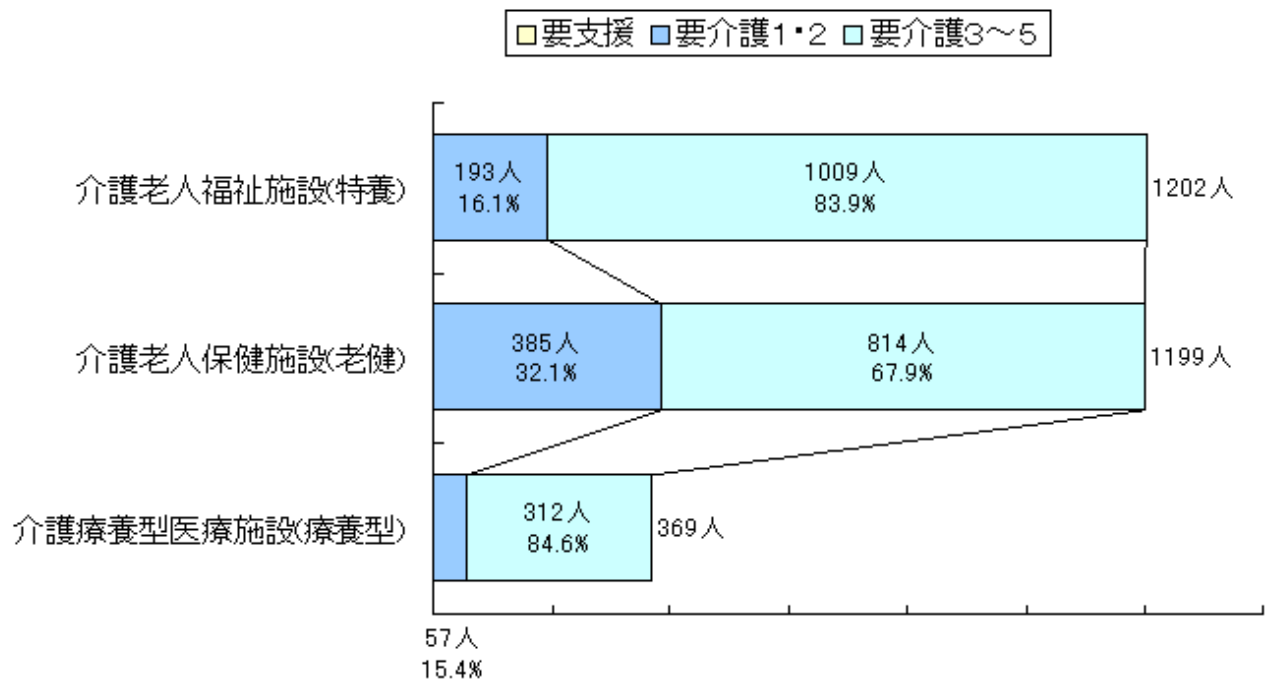 要支援 要介護1・2 要介護3～5
介護老人福祉施設(特養)
193人
16.1%
1009人
83.9%
1202人
介護老人保健施設(老健)
385人
32.1%
814人
67.9%
1199人
介護療養型医療施設(療養型)
312人
84.6%
369人
57人
15.4%